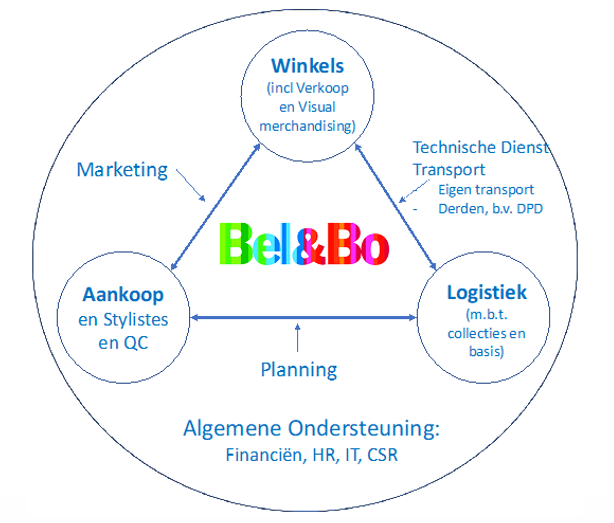 Winkels
(incl Verkoop
en Visual
merchandising)
Marketing
Technische Dienst
Transport
Eigen transport
- Derden, b.v. DPD
Bel&Bo
Aankoop
en Stylistes
en QC
Logistiek
(m.b.t.
collecties en
basis)
Planning
Algemene Ondersteuning:
Financiën, HR, IT, CSR